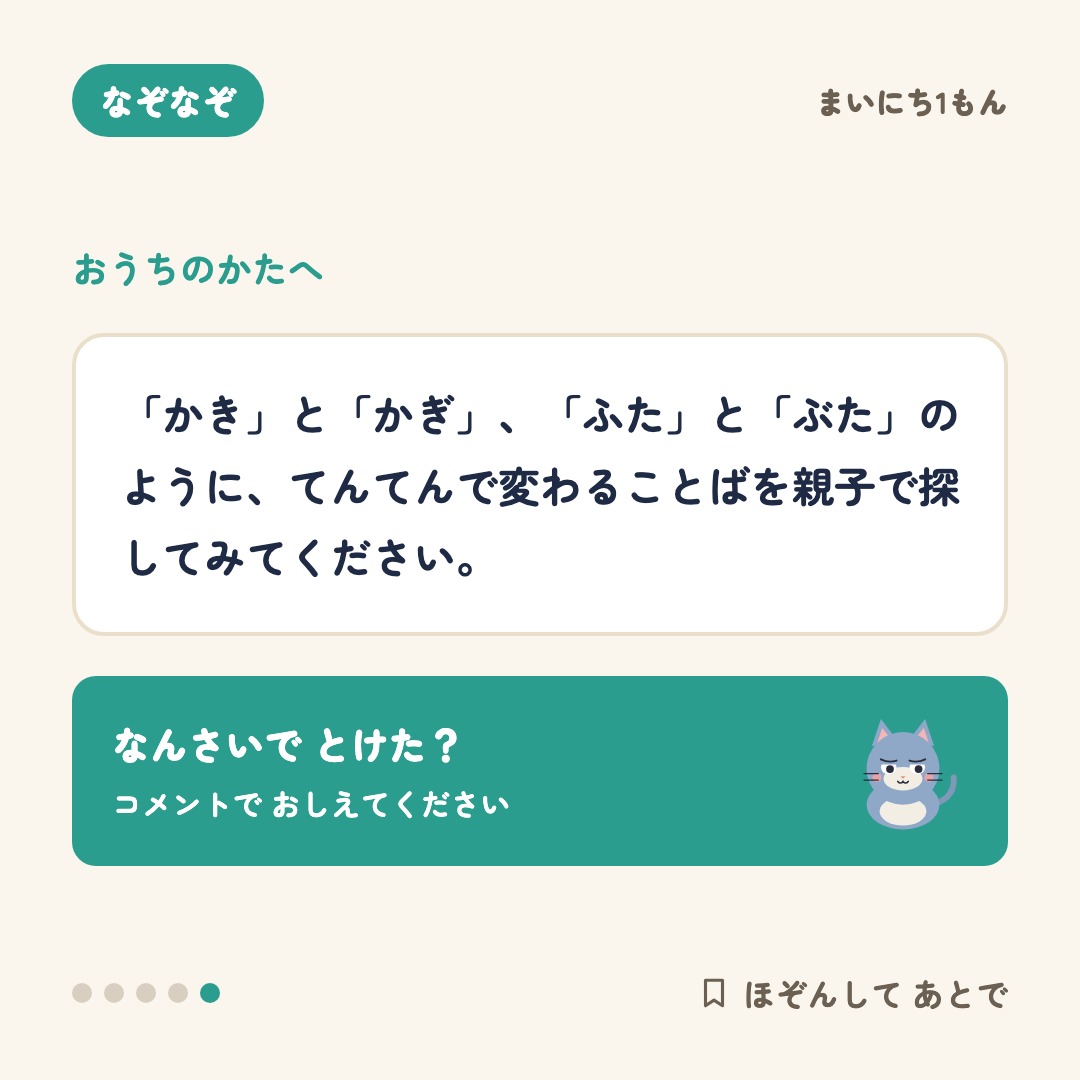 なぞなぞ
まいにち1もん
おうちのかたへ
「かき」と「かぎ」、「ふた」と「ぶた」の
ように、てんてんで変わることばを親子で探
してみてください。
なんさいで とけた？
コメントで おしえてください
ほぞんして あとで